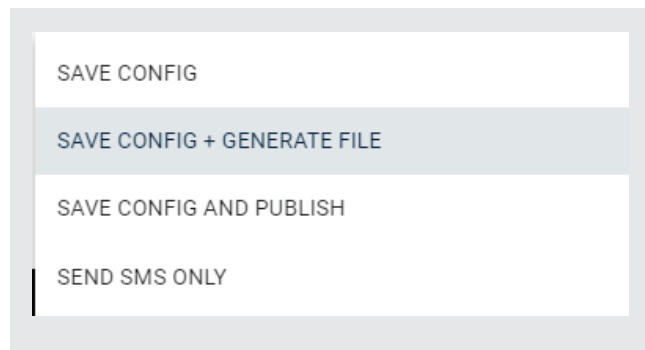 SAVE CONFIG
SAVE CONFIG + GENERATE FILE
SAVE CONFIG AND PUBLISH
SEND SMS ONLY